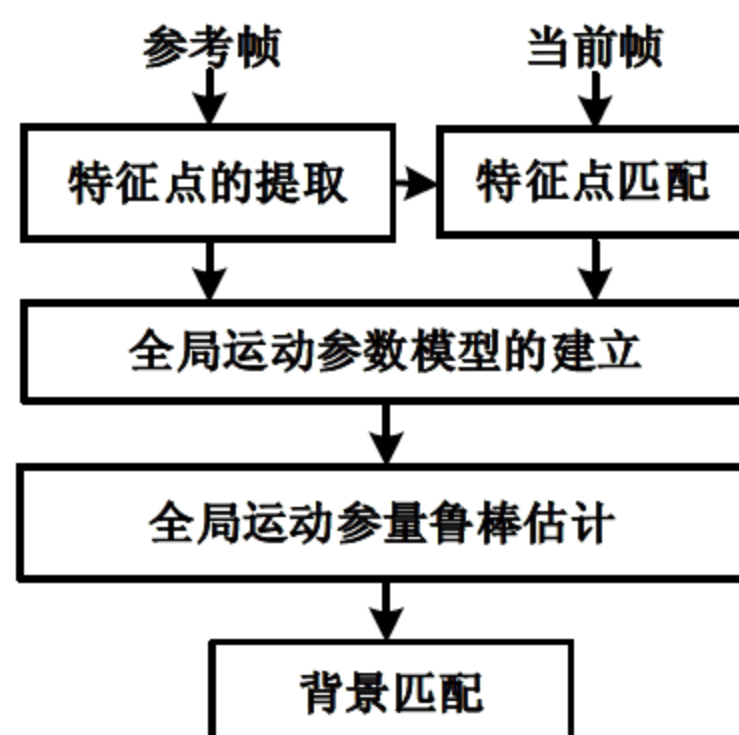 参考帧
当前帧
特征点的提取
特征点匹配
全局运动参数模型的建立
全局运动参量鲁棒估计
背景匹配